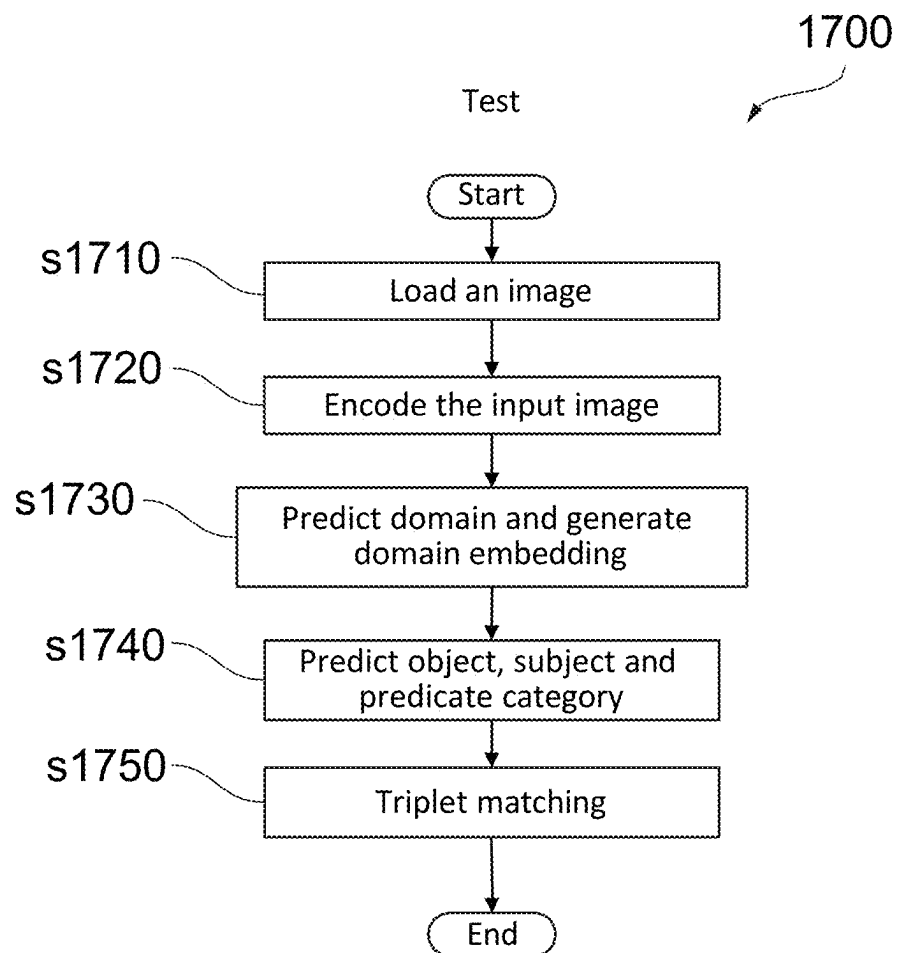 1700
Test
Start
s1710
Load an image
s1720
Encode the input image
s1730
Predict domain and generate
domain embedding
s1740
Predict object, subject and
predicate category
s1750
Triplet matching
End